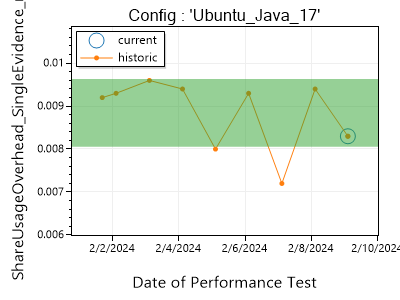 Config : 'Ubuntu_Java_17'
current
historic
0.01
0.009
0.008
0.007
0.006
ShareUsageOverhead_SingleEvidence_
2/2/2024
2/4/2024
2/6/2024
2/8/2024
2/10/2024
Date of Performance Test